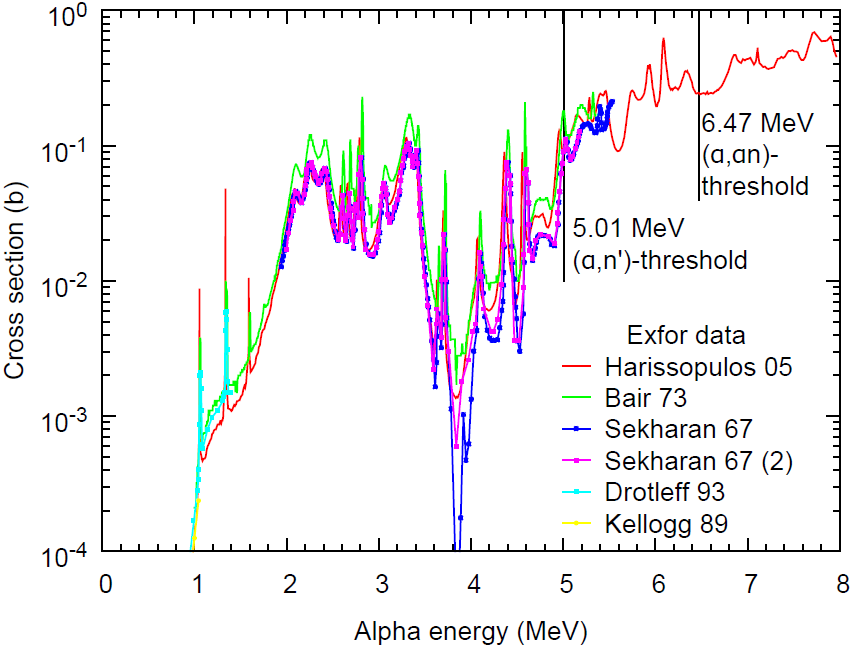 10⁰
10⁻¹
10⁻²
10⁻³
10⁻⁴
Cross section (b)
6.47 MeV
(α,αn)-
threshold
5.01 MeV
(α,n')-threshold
Exfor data
Harissopulos 05
Bair 73
Sekharan 67
Sekharan 67 (2)
Drotleff 93
Kellogg 89
0 1 2 3 4 5 6 7 8
Alpha energy (MeV)